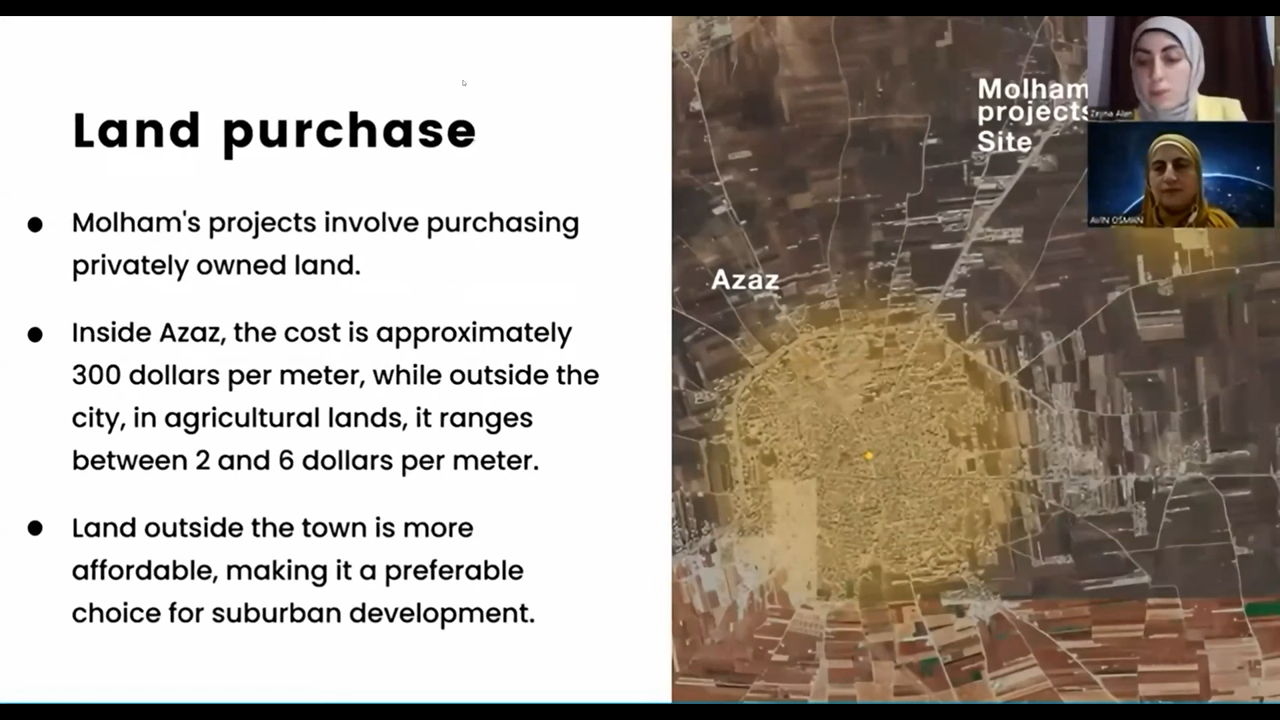 Land purchase
Molham's projects involve purchasing
privately owned land.
Inside Azaz, the cost is approximately
300 dollars per meter, while outside the
city, in agricultural lands, it ranges
between 2 and 6 dollars per meter.
Land outside the town is more
affordable, making it a preferable
choice for suburban development.
Molham
projects
Site
Azaz
AVIN OSMAN